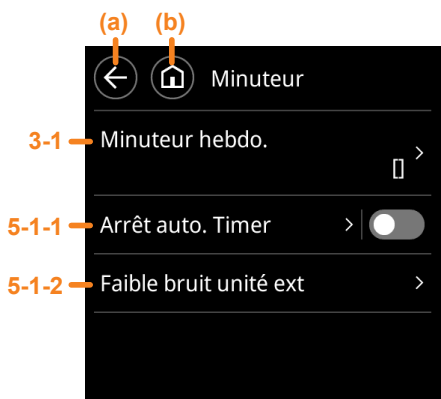 (a) (b)
Minuteur
3-1 Minuteur hebdo.
[]
5-1-1 Arrêt auto. Timer >
5-1-2 Faible bruit unité ext >